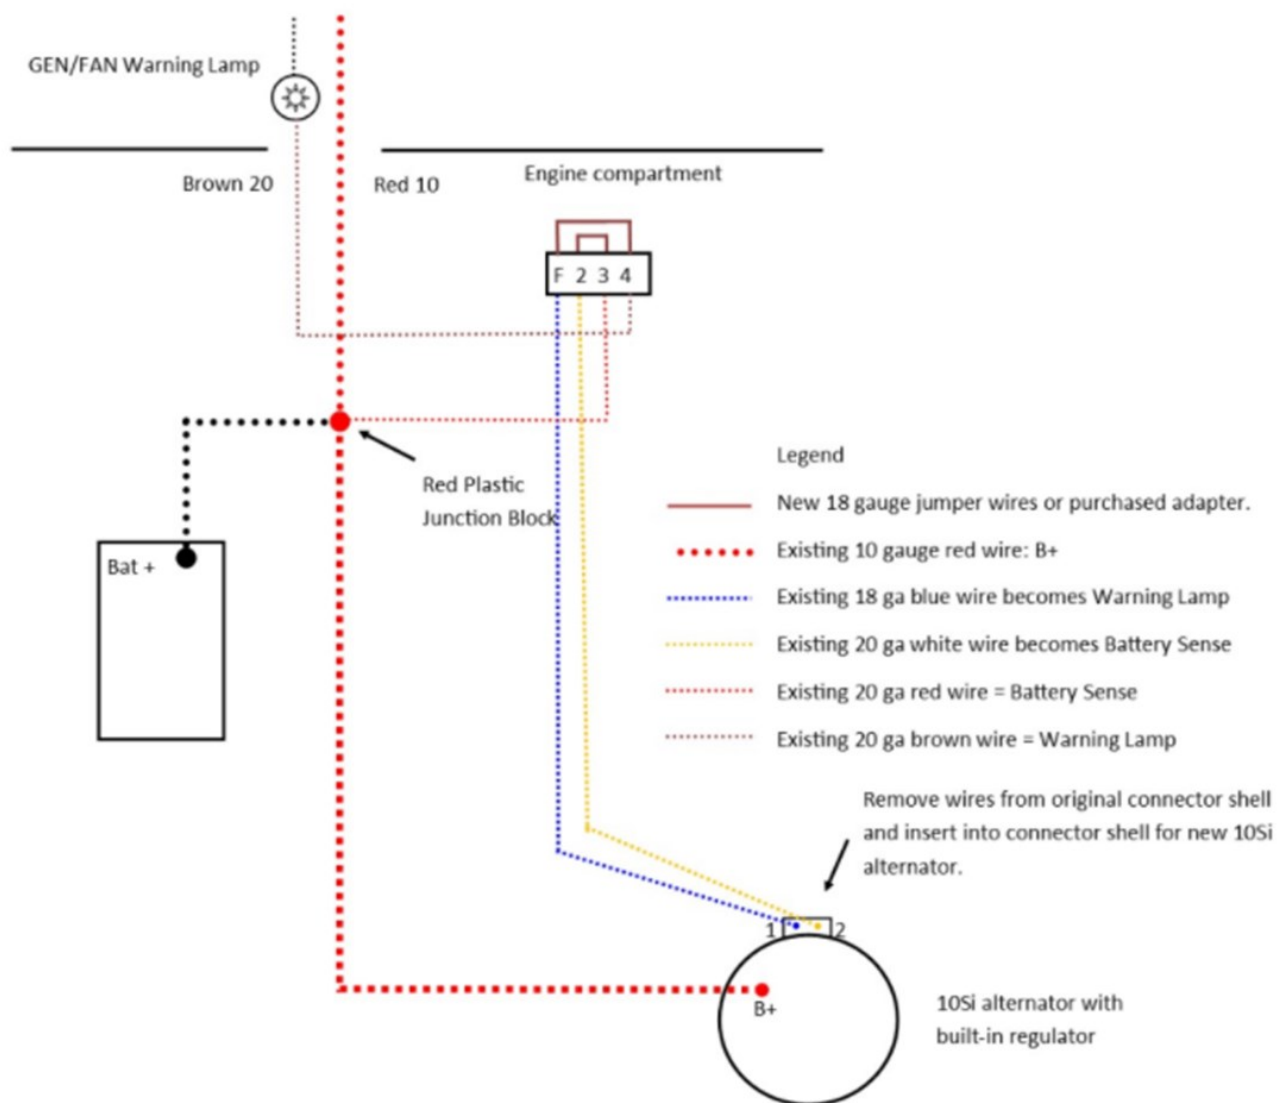 GEN/FAN Warning Lamp
Brown 20
Red 10
Engine compartment
F 2 3 4
Red Plastic
Junction Block
Bat +
Legend
New 18 gauge jumper wires or purchased adapter.
Existing 10 gauge red wire: B+
Existing 18 ga blue wire becomes Warning Lamp
Existing 20 ga white wire becomes Battery Sense
Existing 20 ga red wire = Battery Sense
Existing 20 ga brown wire = Warning Lamp
Remove wires from original connector shell
and insert into connector shell for new 10Si
alternator.
1 2
B+
10Si alternator with
built-in regulator